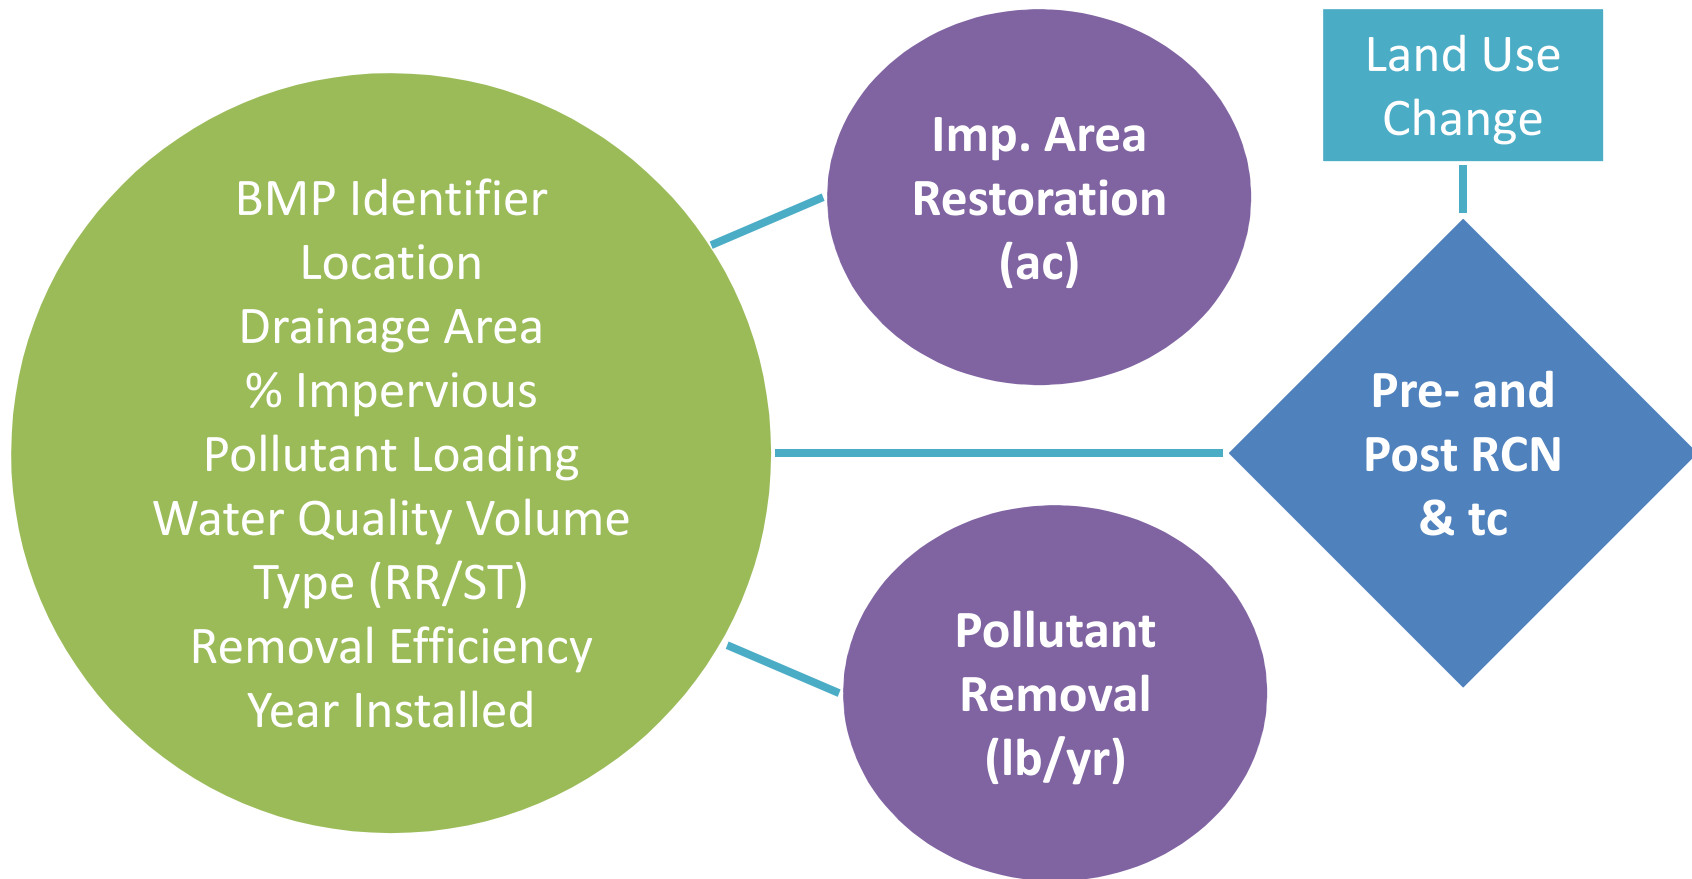 BMP Identifier
Location
Drainage Area
% Impervious
Pollutant Loading
Water Quality Volume
Type (RR/ST)
Removal Efficiency
Year Installed
Imp. Area
Restoration
(ac)
Pollutant
Removal
(lb/yr)
Land Use
Change
Pre- and
Post RCN
& tc